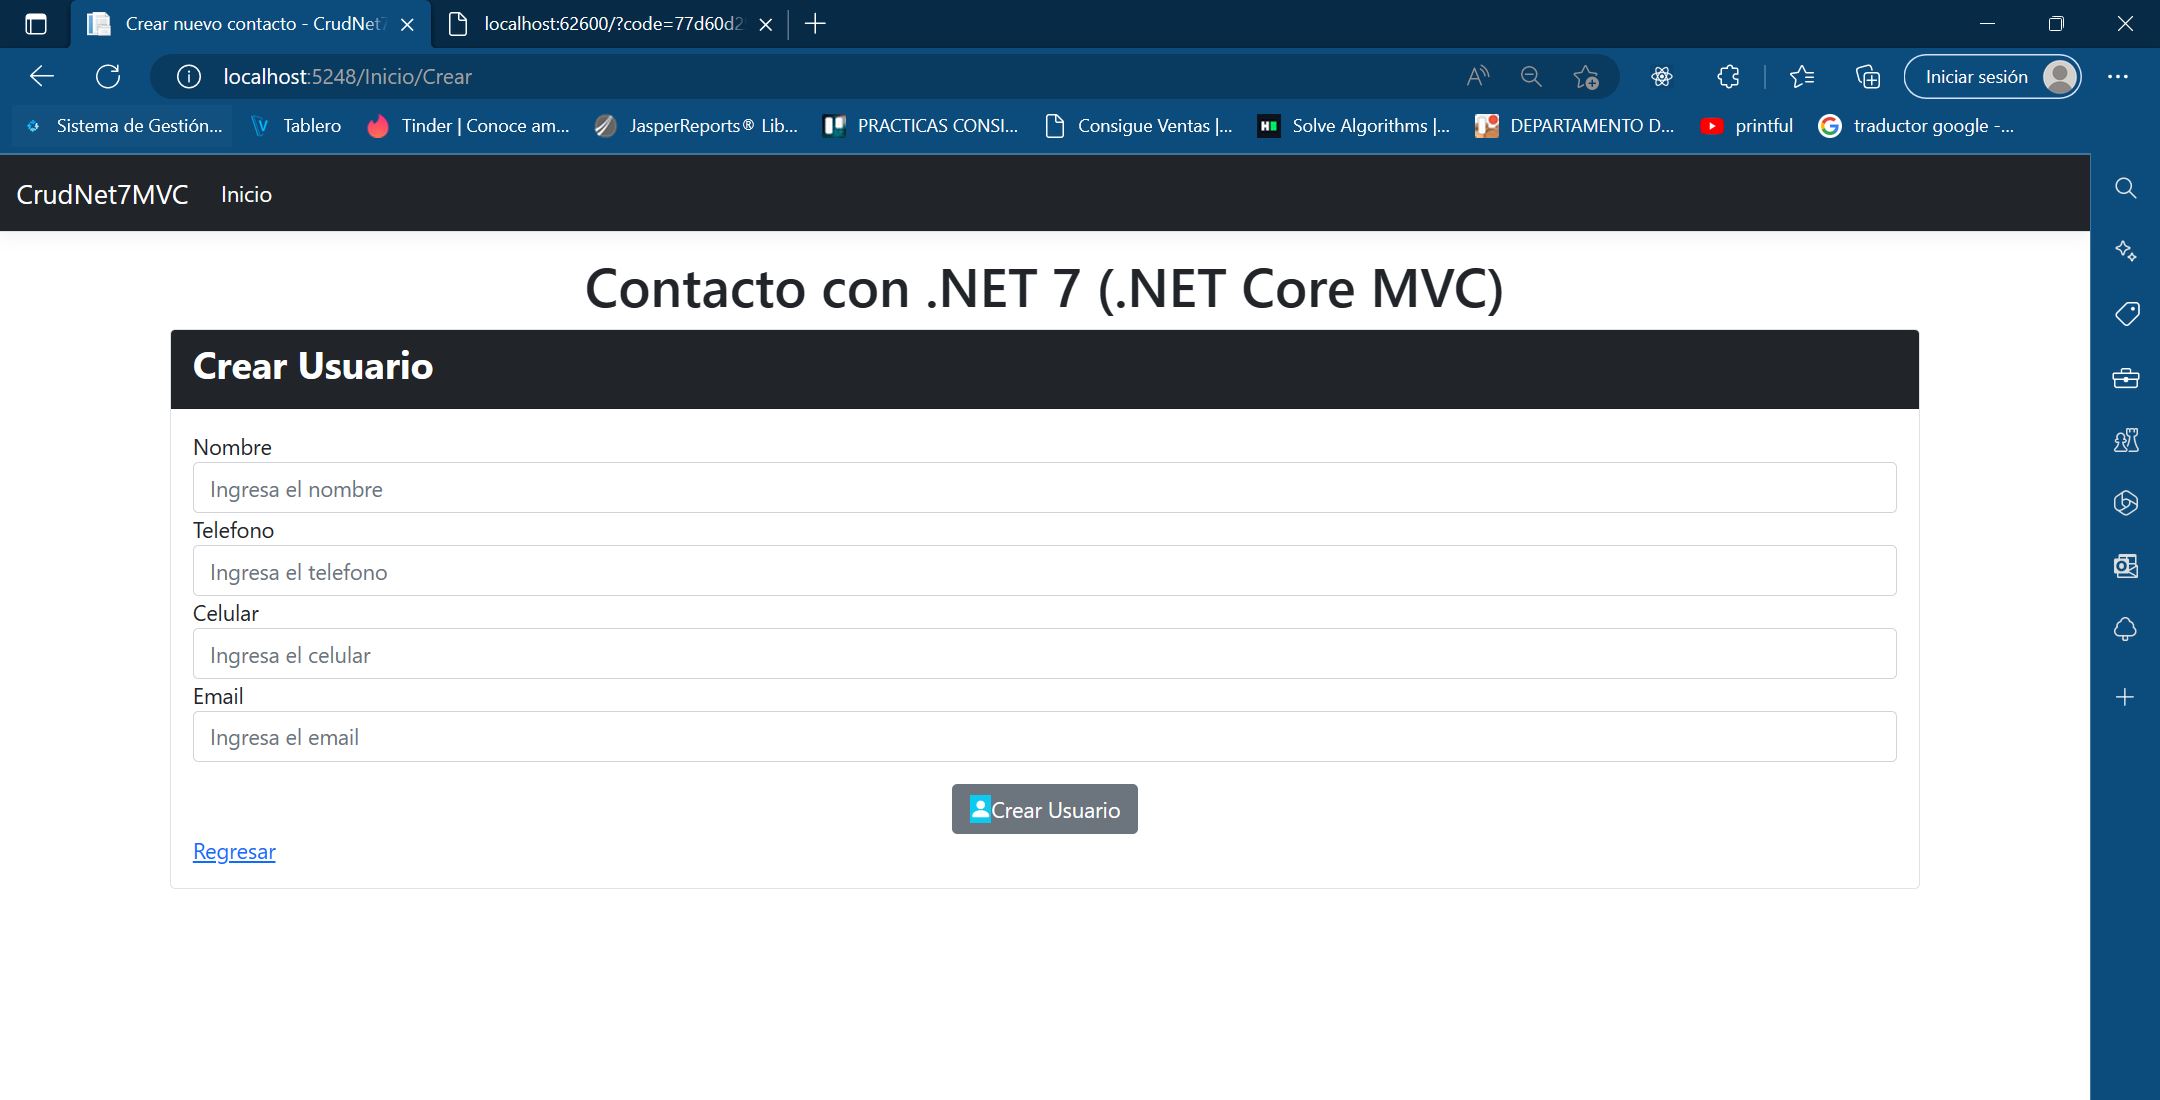 Crear nuevo contacto - CrudNet7
localhost:62600/?code=77d60d2
localhost:5248/Inicio/Crear
Iniciar sesión
Sistema de Gestión...
Tablero
Tinder | Conoce am...
JasperReports® Lib...
PRACTICAS CONSI...
Consigue Ventas |...
Solve Algorithms |...
DEPARTAMENTO D...
printful
traductor google -...
CrudNet7MVC
Inicio
Contacto con .NET 7 (.NET Core MVC)
Crear Usuario
Nombre
Ingresa el nombre
Telefono
Ingresa el telefono
Celular
Ingresa el celular
Email
Ingresa el email
Crear Usuario
Regresar